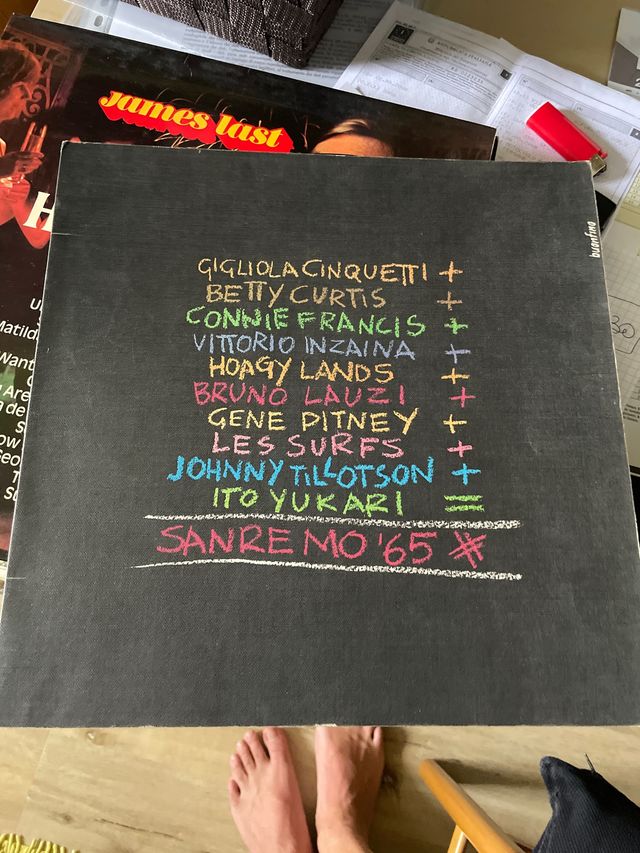 james last
H
GIGLIOLA CINQUETTI +
BETTY CURTIS +
CONNIE FRANCIS +
VITTORIO INZAINA +
HOAGY LANDS +
BRUNO LAUZI +
GENE PITNEY +
LES SURFS +
JOHNNY TILLOTSON +
ITO YUKARI =
SANREMO '65 *